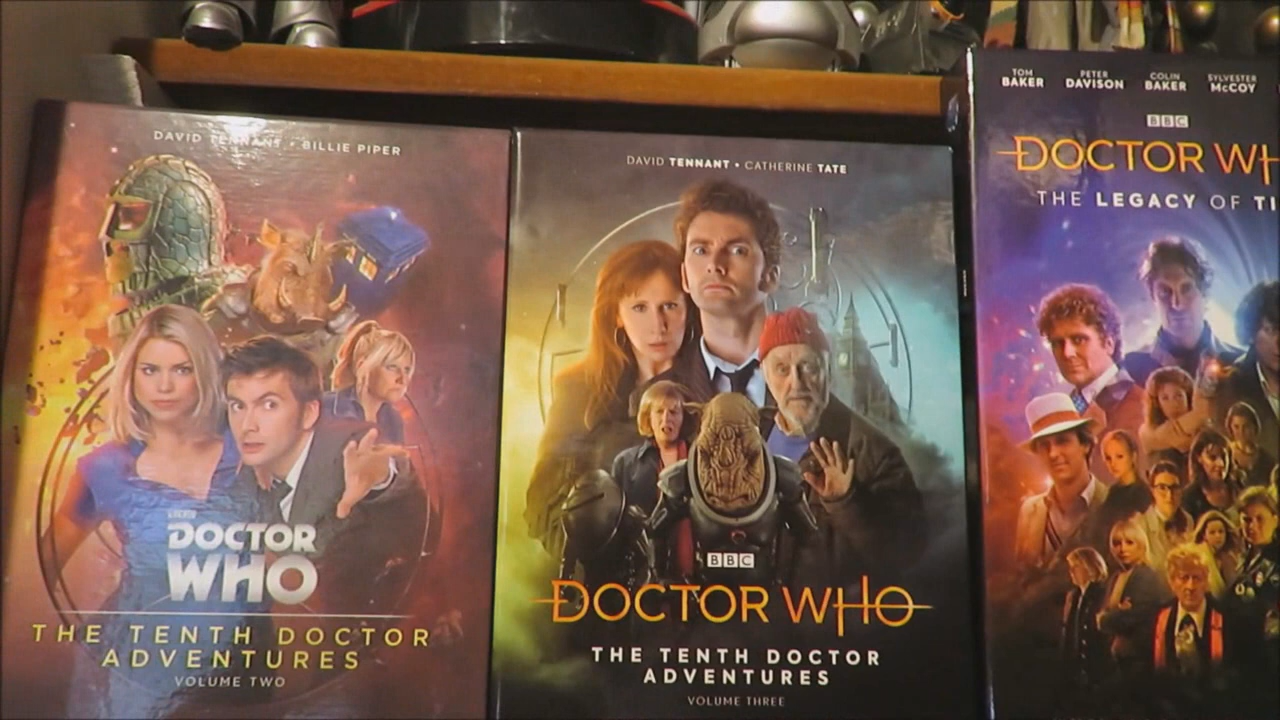 DAVID TENNANT • BILLIE PIPER
BBC
DOCTOR
WHO
THE TENTH DOCTOR
ADVENTURES
VOLUME TWO
DAVID TENNANT • CATHERINE TATE
BBC
DOCTOR WHO
THE TENTH DOCTOR
ADVENTURES
VOLUME THREE
TOM BAKER PETER DAVISON COLIN BAKER SYLVESTER McCOY
BBC
DOCTOR WH
THE LEGACY OF TI